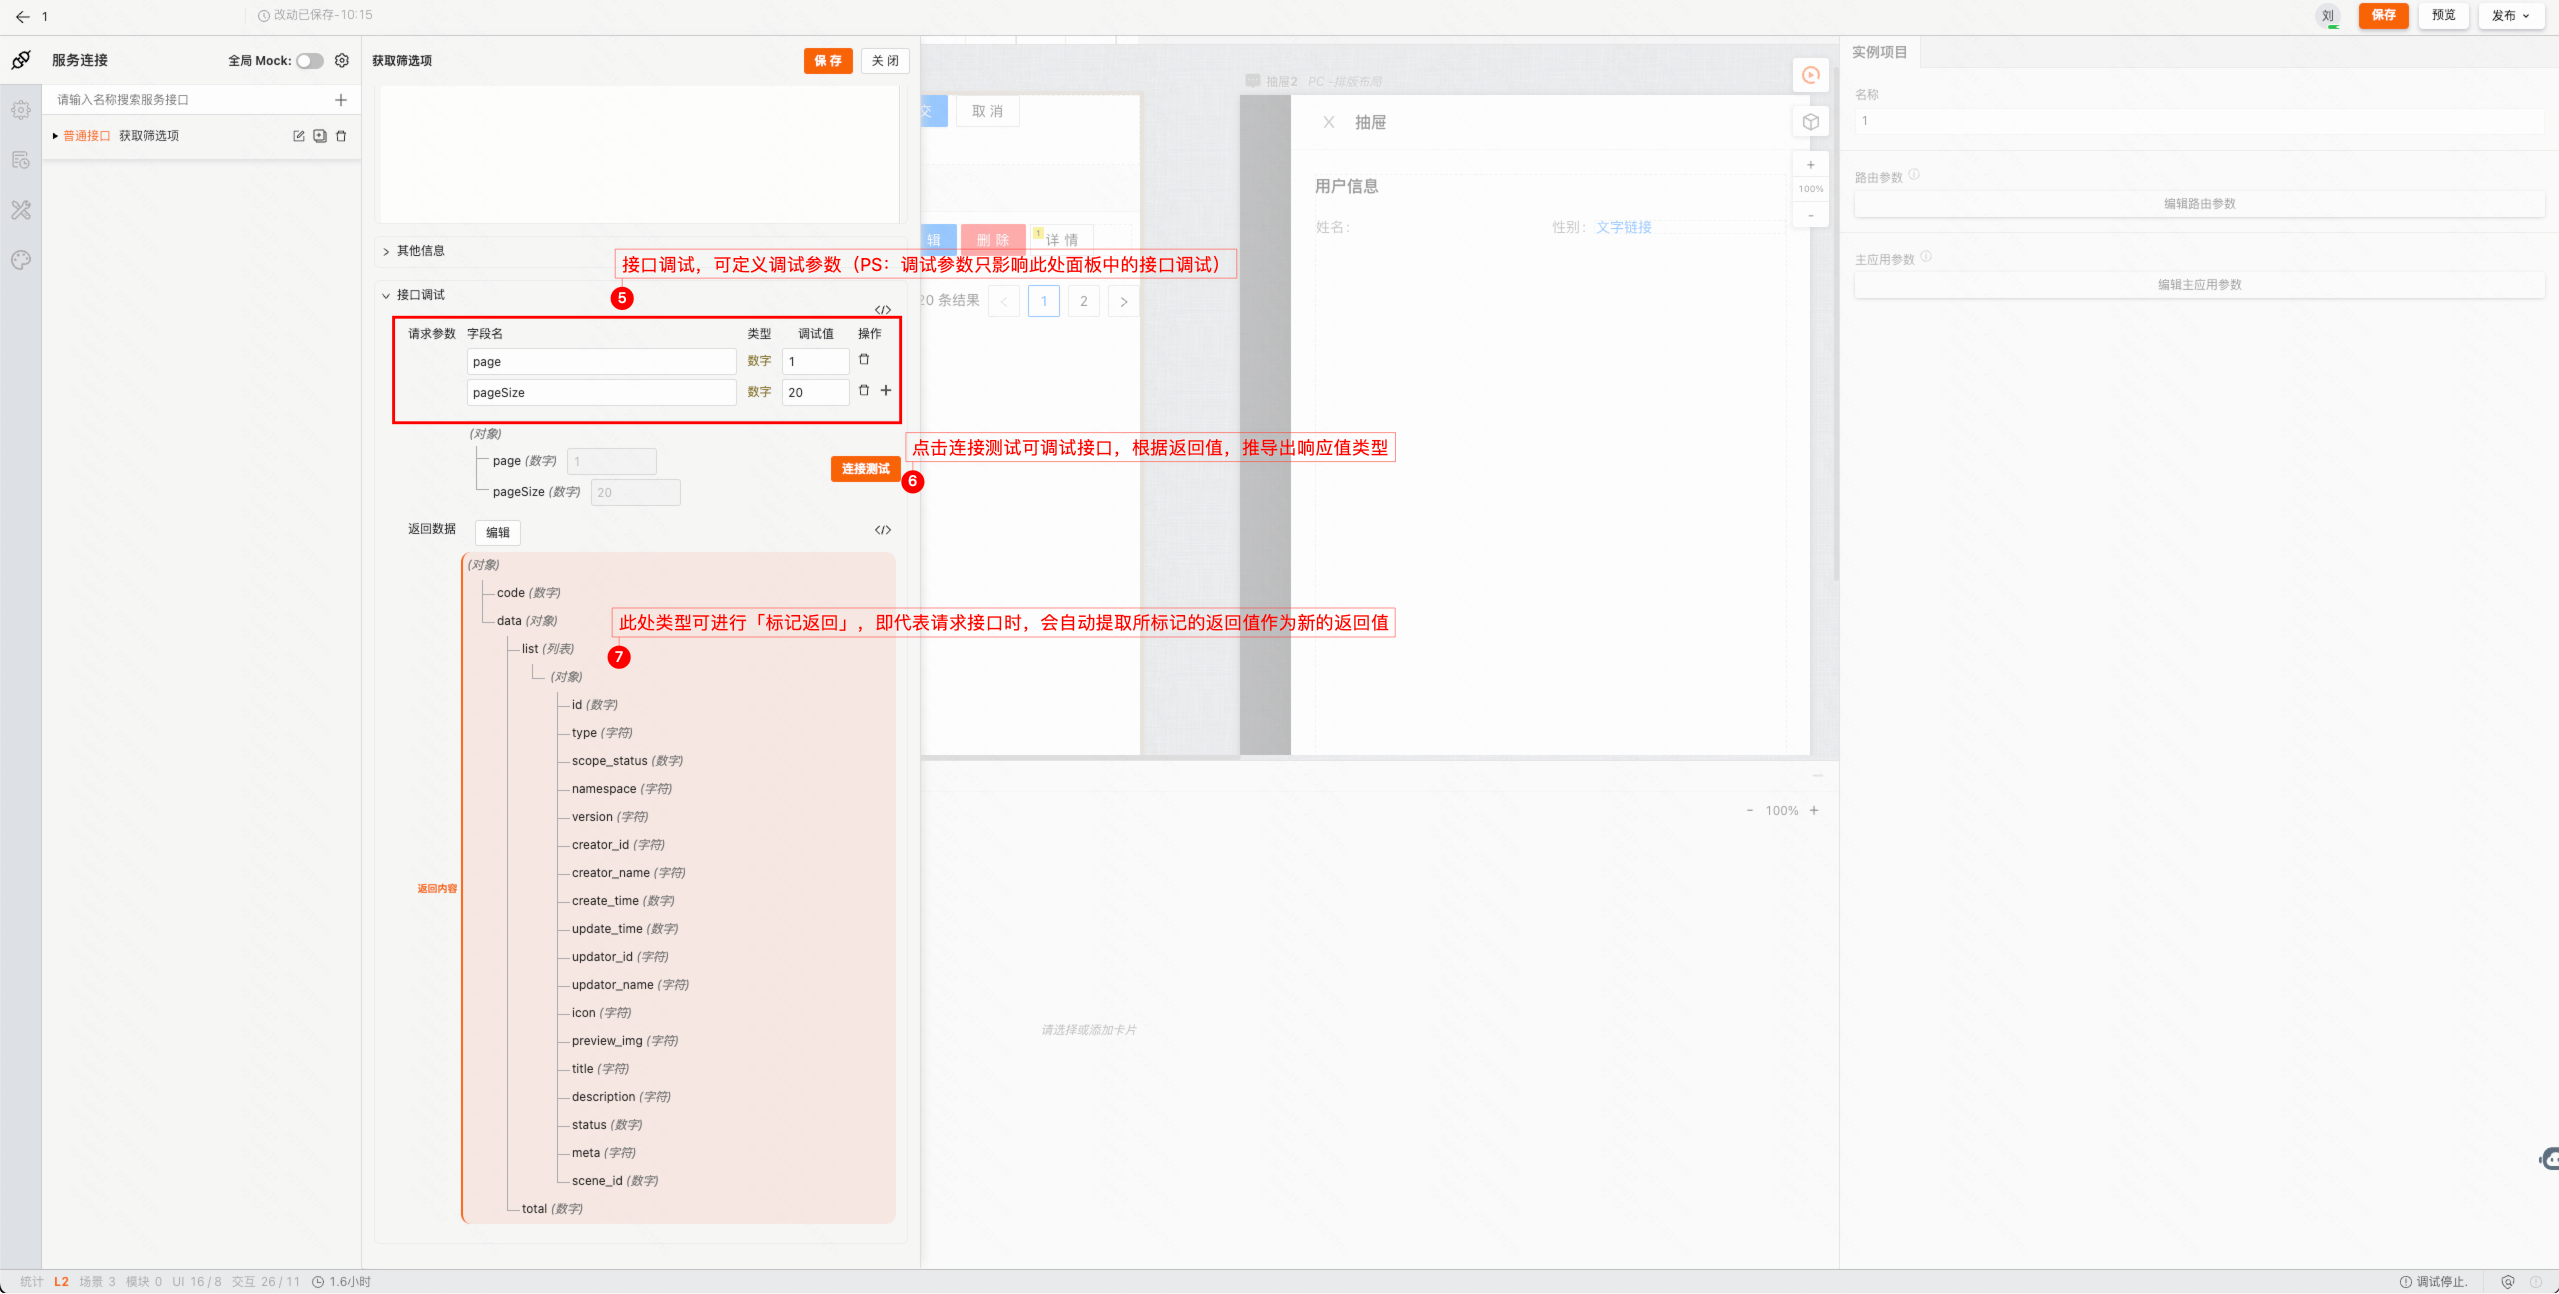 1
改动已保存-10:15
刘
保存
预览
发布
服务连接
全局 Mock:
请输入名称搜索服务接口
普通接口 获取筛选项
获取筛选项
保 存
关 闭
其他信息
接口调试，可定义调试参数（PS：调试参数只影响此处面板中的接口调试）
5
接口调试
</>
请求参数 字段名 类型 调试值 操作
page 数字 1
pageSize 数字 20
(对象)
page (数字) 1
pageSize (数字) 20
连接测试
点击连接测试可调试接口，根据返回值，推导出响应值类型
6
返回数据 编辑 </>
(对象)
code (数字)
data (对象)
此处类型可进行「标记返回」，即代表请求接口时，会自动提取所标记的返回值作为新的返回值
7
list (列表)
(对象)
id (数字)
type (字符)
scope_status (数字)
namespace (字符)
version (字符)
creator_id (字符)
creator_name (字符)
返回内容
create_time (数字)
update_time (数字)
updator_id (字符)
updator_name (字符)
icon (字符)
preview_img (字符)
title (字符)
description (字符)
status (数字)
meta (字符)
scene_id (数字)
total (数字)
交
取 消
辑
删 除
1
详 情
20 条结果 < 1 2 >
抽屉2 PC -排版布局
X 抽屉
用户信息
姓名：
性别： 文字链接
+
100%
-
- 100% +
请选择或添加卡片
实例项目
名称
1
路由参数
编辑路由参数
主应用参数
编辑主应用参数
统计 L2 场景 3 模块 0 UI 16 / 8 交互 26 / 11 1.6小时
调试停止.